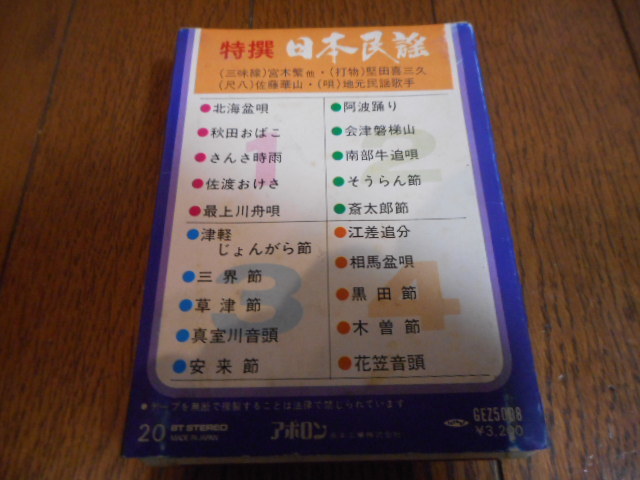 特撰 日本民謡
(三味線)宮木繁他・(打物)堅田喜三久
(尺八)佐藤華山・(唄)地元民謡歌手
1
●北海盆唄
●秋田おばこ
●さんさ時雨
●佐渡おけさ
●最上川舟唄
2
●阿波踊り
●会津磐梯山
●南部牛追唄
●そうらん節
●斎太郎節
3
●津軽
じょんがら節
●三界節
●草津節
●真室川音頭
●安来節
4
●江差追分
●相馬盆唄
●黒田節
●木曽節
●花笠音頭
●テープを無断で複製することは法律で禁じられています
20 8T STEREO
MADE IN JAPAN
アポロン
GEZ5008
¥3,200